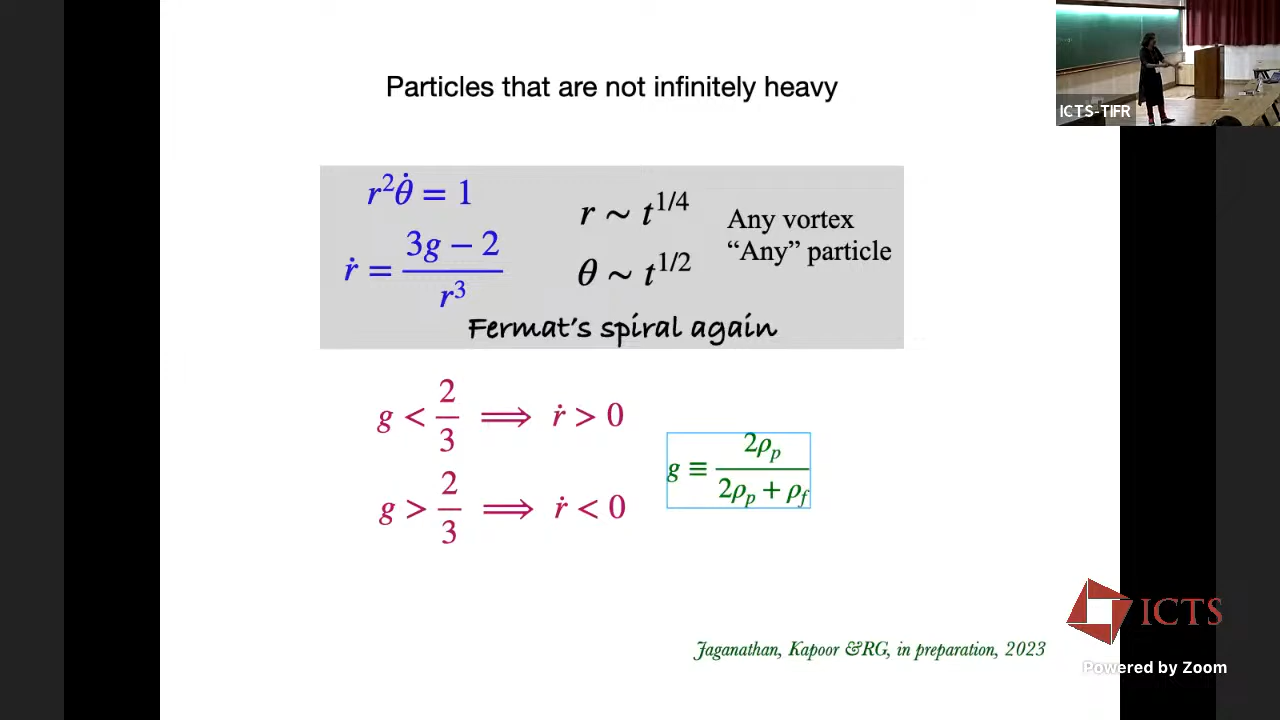 Particles that are not infinitely heavy
ICTS-TIFR
r²θ̇ = 1
ṙ = (3g − 2)/r³
r ∼ t^{1/4}
θ ∼ t^{1/2}
Any vortex
“Any” particle
Fermat's spiral again
g < 2/3 ⟹ ṙ > 0
g > 2/3 ⟹ ṙ < 0
g ≡ 2ρ_p/(2ρ_p + ρ_f)
ICTS
Jaganathan, Kapoor &RG, in preparation, 2023
Powered by Zoom